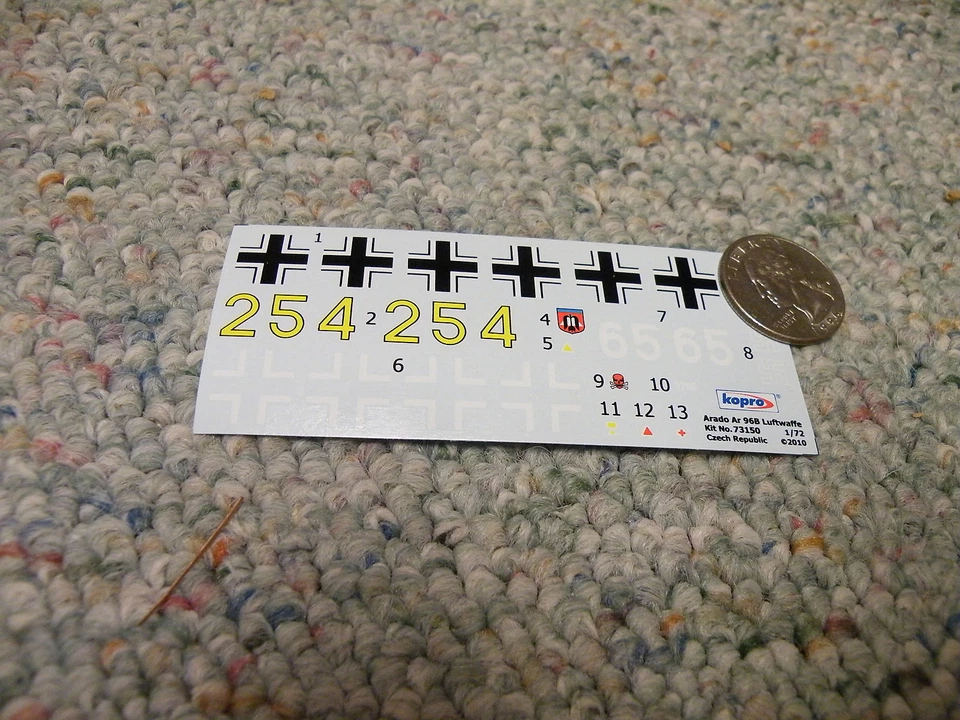 1
254 2 254 4 7
5 65 65 8
6
9 10
11 12 13
kopro®
Arado Ar 96B Luftwaffe
Kit No.73150 1/72
Czech Republic ©2010